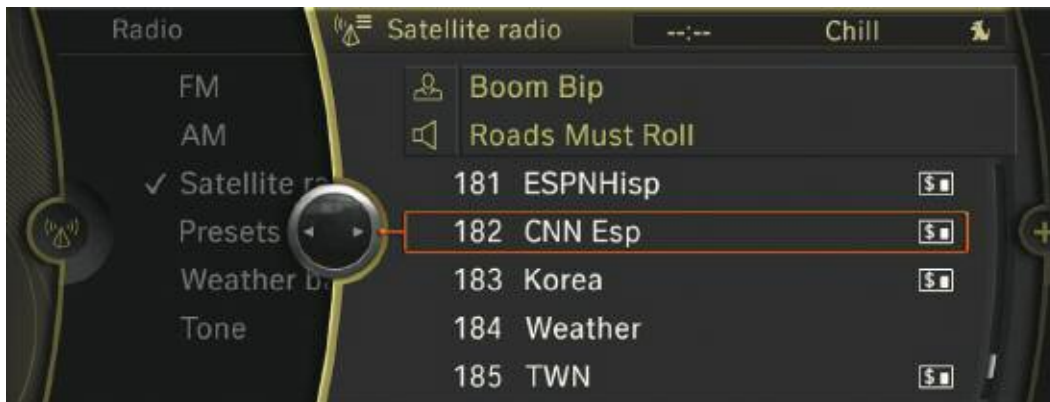 Radio
Satellite radio --:-- Chill
FM
AM
Satellite ra
Presets
Weather b
Tone
Boom Bip
Roads Must Roll
181 ESPNHisp $
182 CNN Esp $
183 Korea $
184 Weather
185 TWN $